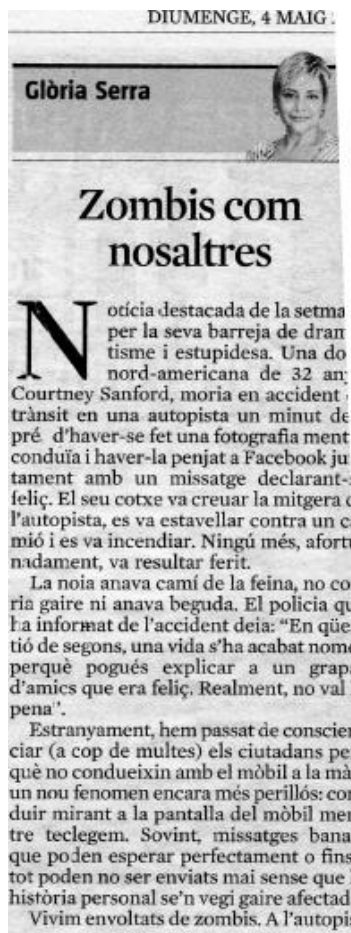 DIUMENGE, 4 MAIG
Glòria Serra
Zombis com
nosaltres
Notícia destacada de la setma
per la seva barreja de dram
tisme i estupidesa. Una do
nord-americana de 32 any
Courtney Sanford, moria en accident
trànsit en una autopista un minut de
pré d'haver-se fet una fotografia ment
conduïa i haver-la penjat a Facebook ju
tament amb un missatge declarant-
feliç. El seu cotxe va creuar la mitgera d
l'autopista, es va estavellar contra un c
mió i es va incendiar. Ningú més, afortu
nadament, va resultar ferit.
La noia anava camí de la feina, no co
ria gaire ni anava beguda. El policia qu
ha informat de l'accident deia: "En qüe
tió de segons, una vida s'ha acabat nome
perquè pogués explicar a un grap
d'amics que era feliç. Realment, no val
pena".
Estranyament, hem passat de conscien
ciar (a cop de multes) els ciutadans pe
què no condueixin amb el mòbil a la mà
un nou fenomen encara més perillós: con
duir mirant a la pantalla del mòbil men
tre teclegem. Sovint, missatges bana
que poden esperar perfectament o fins
tot poden no ser enviats mai sense que
història personal se'n vegi gaire afectad
Vivim envoltats de zombis. A l'autopis